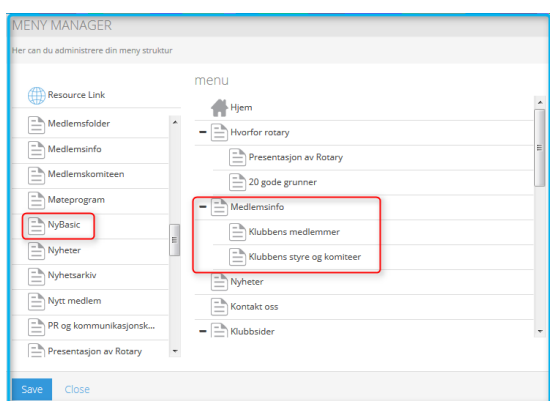 MENY MANAGER
Her can du administrere din meny struktur
Resource Link
Medlemsfolder
Medlemsinfo
Medlemskomiteen
Møteprogram
NyBasic
Nyheter
Nyhetsarkiv
Nytt medlem
PR og kommunikasjonsk...
Presentasjon av Rotary
menu
Hjem
Hvorfor rotary
Presentasjon av Rotary
20 gode grunner
Medlemsinfo
Klubbens medlemmer
Klubbens styre og komiteer
Nyheter
Kontakt oss
Klubbsider
Save Close